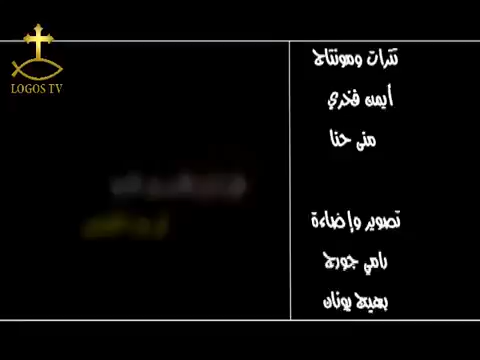 LOGOS TV
تترات ومونتاج
أيمن فخري
منى حنا
تصوير وإضاءة
رامي جورج
بهيج يونان